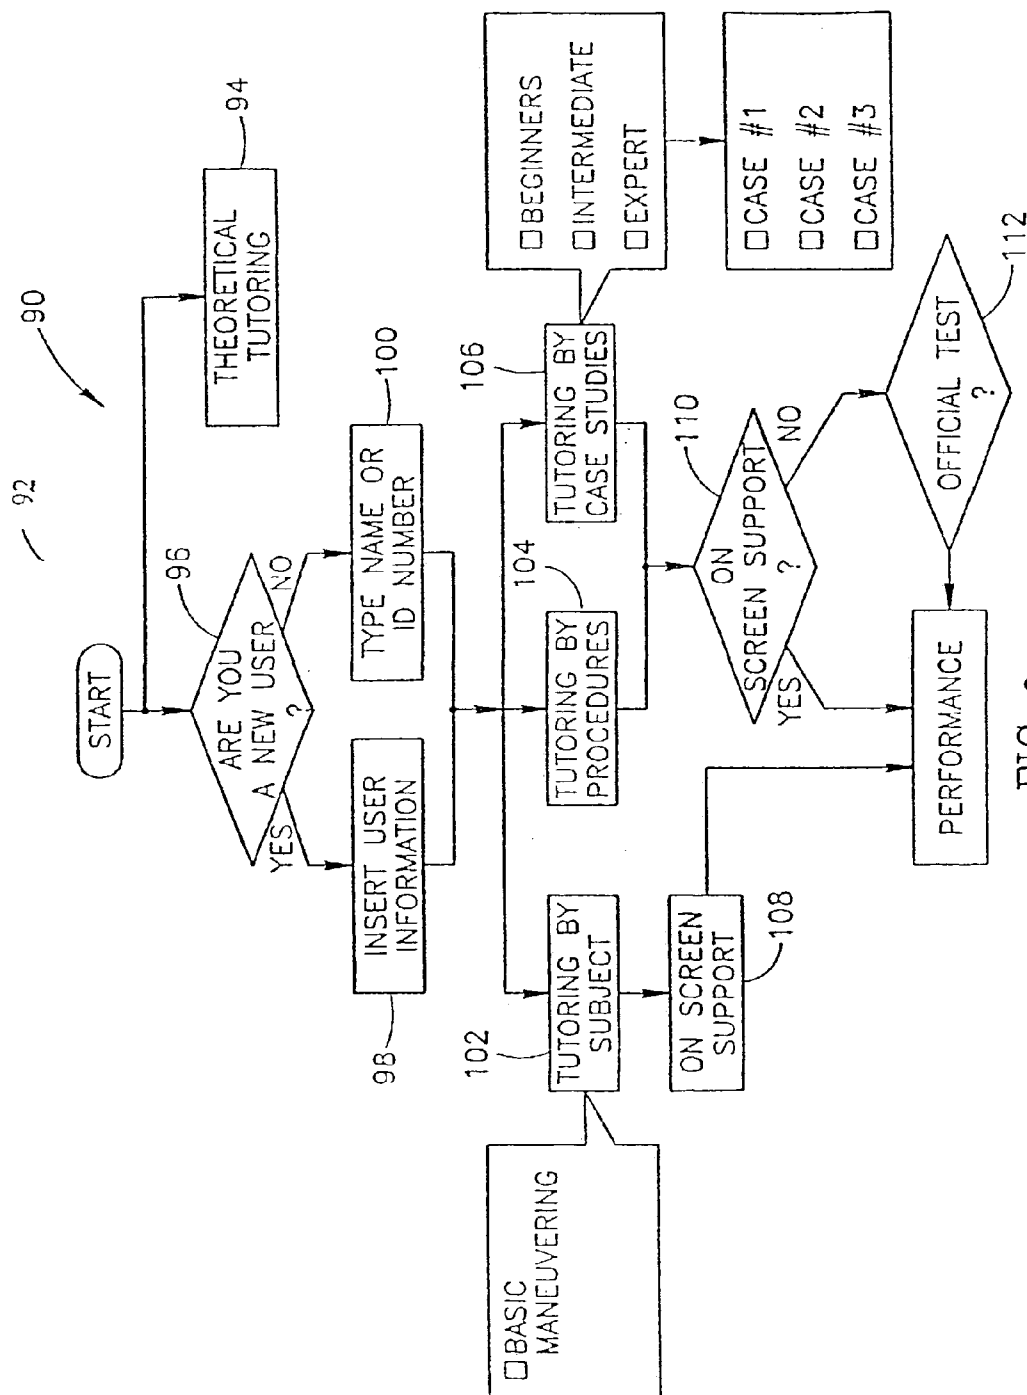 92
90
START
94
THEORETICAL
TUTORING
96
ARE YOU
A NEW USER
?
YES
NO
98
INSERT USER
INFORMATION
100
TYPE NAME OR
ID NUMBER
102
TUTORING BY
SUBJECT
104
TUTORING BY
PROCEDURES
106
TUTORING BY
CASE STUDIES
BASIC
MANEUVERING
BEGINNERS
INTERMEDIATE
EXPERT
CASE #1
CASE #2
CASE #3
ON SCREEN
SUPPORT
108
110
ON
SCREEN SUPPORT
?
YES
NO
OFFICIAL TEST
?
112
PERFORMANCE